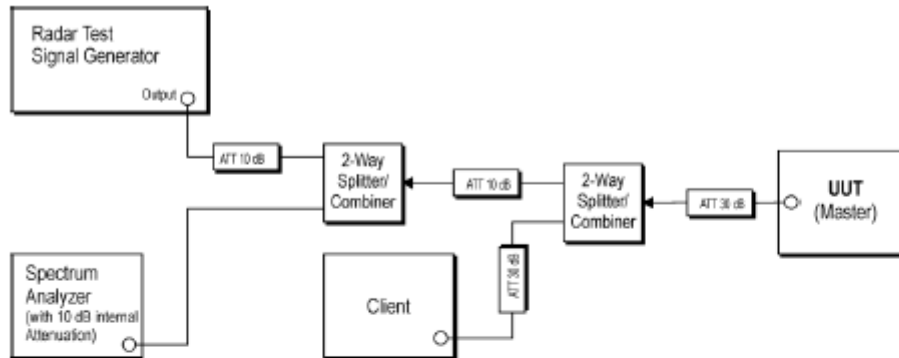 Radar Test
Signal Generator
Output
ATT 10 dB
2-Way
Splitter/
Combiner
ATT 10 dB
2-Way
Splitter/
Combiner
ATT 30 dB
UUT
(Master)
Spectrum
Analyzer
(with 10 dB internal
Attenuation)
Client
ATT 30 dB